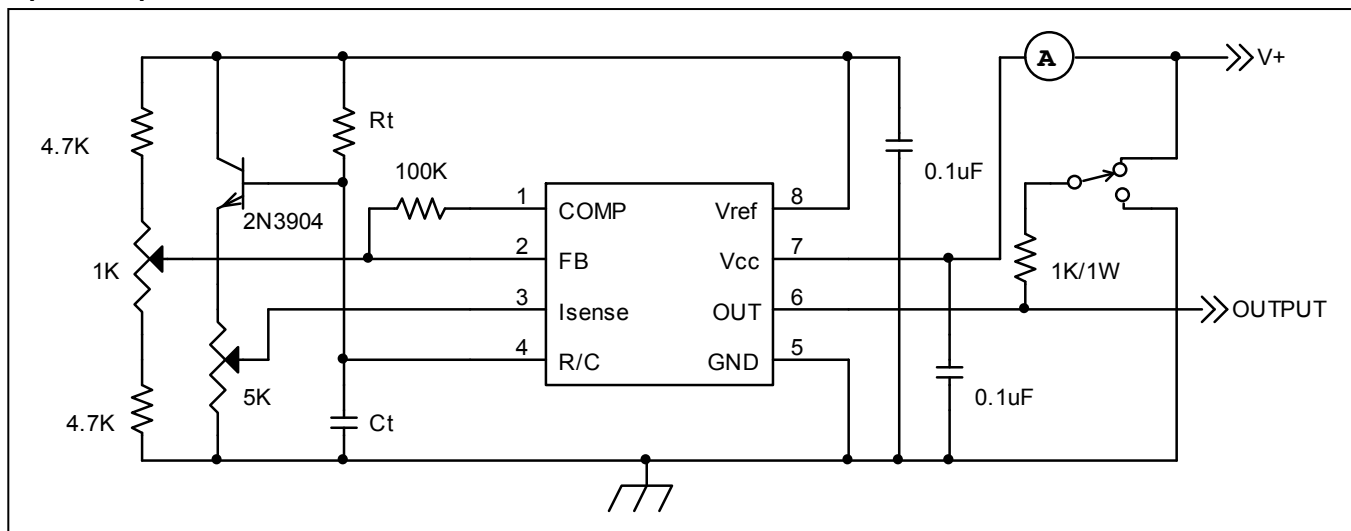 A
V+
Rt
4.7K
100K
0.1uF
1
COMP
Vref
8
2N3904
2
FB
Vcc
7
1K
1K/1W
3
Isense
OUT
6
OUTPUT
4
R/C
GND
5
5K
0.1uF
4.7K
Ct